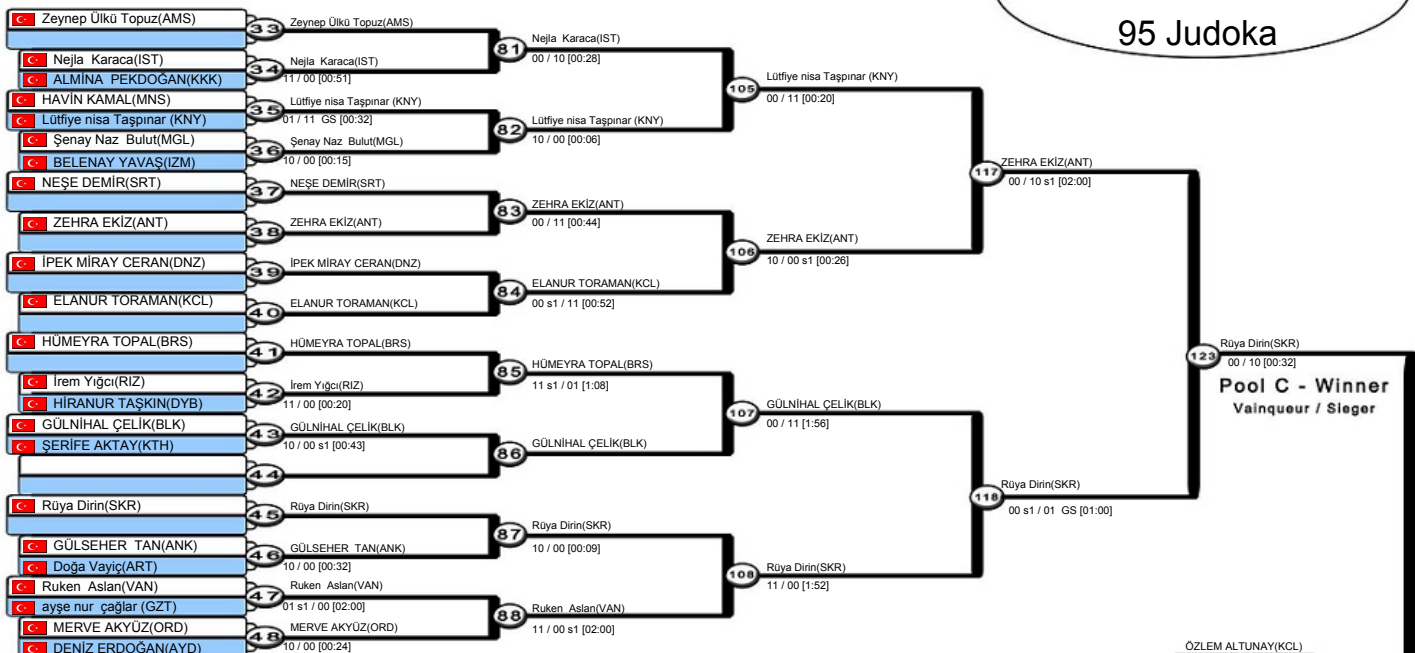 95 Judoka
Zeynep Ülkü Topuz(AMS)
Nejla Karaca(IST)
ALMİNA PEKDOĞAN(KKK)
HAVİN KAMAL(MNS)
Lütfiye nisa Taşpınar (KNY)
Şenay Naz Bulut(MGL)
BELENAY YAVAŞ(IZM)
NEŞE DEMİR(SRT)
ZEHRA EKİZ(ANT)
İPEK MİRAY CERAN(DNZ)
ELANUR TORAMAN(KCL)
HÜMEYRA TOPAL(BRS)
İrem Yığcı(RIZ)
HİRANUR TAŞKIN(DYB)
GÜLNİHAL ÇELİK(BLK)
ŞERİFE AKTAY(KTH)
Rüya Dirin(SKR)
GÜLSEHER TAN(ANK)
Doğa Vayiç(ART)
Ruken Aslan(VAN)
ayşe nur çağlar (GZT)
MERVE AKYÜZ(ORD)
DENİZ ERDOĞAN(AYD)
33
Zeynep Ülkü Topuz(AMS)
34
Nejla Karaca(IST)
11 / 00 [00:51]
35
Lütfiye nisa Taşpınar (KNY)
01 / 11 GS [00:32]
36
Şenay Naz Bulut(MGL)
10 / 00 [00:15]
37
NEŞE DEMİR(SRT)
38
ZEHRA EKİZ(ANT)
39
İPEK MİRAY CERAN(DNZ)
40
ELANUR TORAMAN(KCL)
41
HÜMEYRA TOPAL(BRS)
42
İrem Yığcı(RIZ)
11 / 00 [00:20]
43
GÜLNİHAL ÇELİK(BLK)
10 / 00 s1 [00:43]
44
45
Rüya Dirin(SKR)
46
GÜLSEHER TAN(ANK)
10 / 00 [00:32]
47
Ruken Aslan(VAN)
01 s1 / 00 [02:00]
48
MERVE AKYÜZ(ORD)
10 / 00 [00:24]
81
Nejla Karaca(IST)
00 / 10 [00:28]
82
Lütfiye nisa Taşpınar (KNY)
10 / 00 [00:06]
83
ZEHRA EKİZ(ANT)
00 / 11 [00:44]
84
ELANUR TORAMAN(KCL)
00 s1 / 11 [00:52]
85
HÜMEYRA TOPAL(BRS)
11 s1 / 01 [1:08]
86
GÜLNİHAL ÇELİK(BLK)
87
Rüya Dirin(SKR)
10 / 00 [00:09]
88
Ruken Aslan(VAN)
11 / 00 s1 [02:00]
105
Lütfiye nisa Taşpınar (KNY)
00 / 11 [00:20]
106
ZEHRA EKİZ(ANT)
10 / 00 s1 [00:26]
107
GÜLNİHAL ÇELİK(BLK)
00 / 11 [1:56]
108
Rüya Dirin(SKR)
11 / 00 [1:52]
117
ZEHRA EKİZ(ANT)
00 / 10 s1 [02:00]
118
Rüya Dirin(SKR)
00 s1 / 01 GS [01:00]
123
Rüya Dirin(SKR)
00 / 10 [00:32]
Pool C - Winner
Vainqueur / Sieger
ÖZLEM ALTUNAY(KCL)